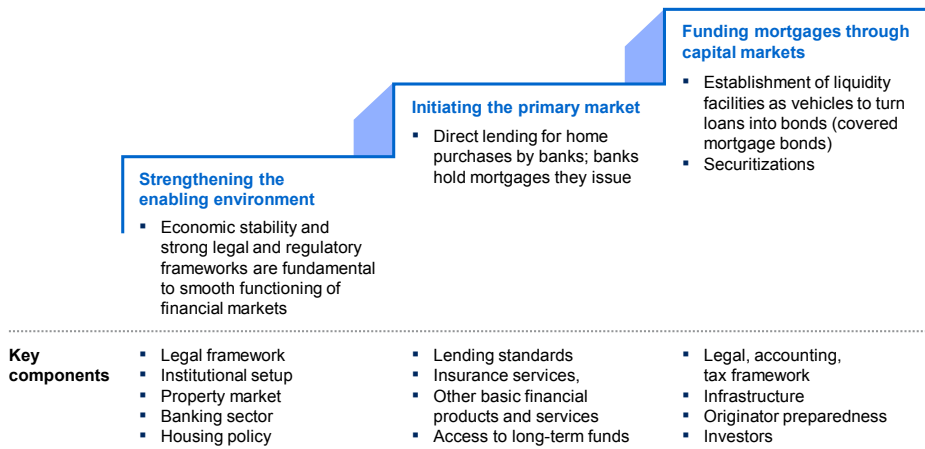 Strengthening the
enabling environment
▪ Economic stability and
strong legal and regulatory
frameworks are fundamental
to smooth functioning of
financial markets
Initiating the primary market
▪ Direct lending for home
purchases by banks; banks
hold mortgages they issue
Funding mortgages through
capital markets
▪ Establishment of liquidity
facilities as vehicles to turn
loans into bonds (covered
mortgage bonds)
▪ Securitizations
Key
components
▪ Legal framework
▪ Institutional setup
▪ Property market
▪ Banking sector
▪ Housing policy
▪ Lending standards
▪ Insurance services,
▪ Other basic financial
products and services
▪ Access to long-term funds
▪ Legal, accounting,
tax framework
▪ Infrastructure
▪ Originator preparedness
▪ Investors